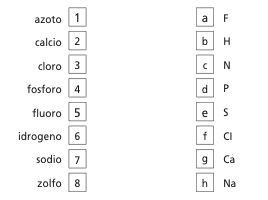 azoto 1 a F
calcio 2 b H
cloro 3 c N
fosforo 4 d P
fluoro 5 e S
idrogeno 6 f Cl
sodio 7 g Ca
zolfo 8 h Na